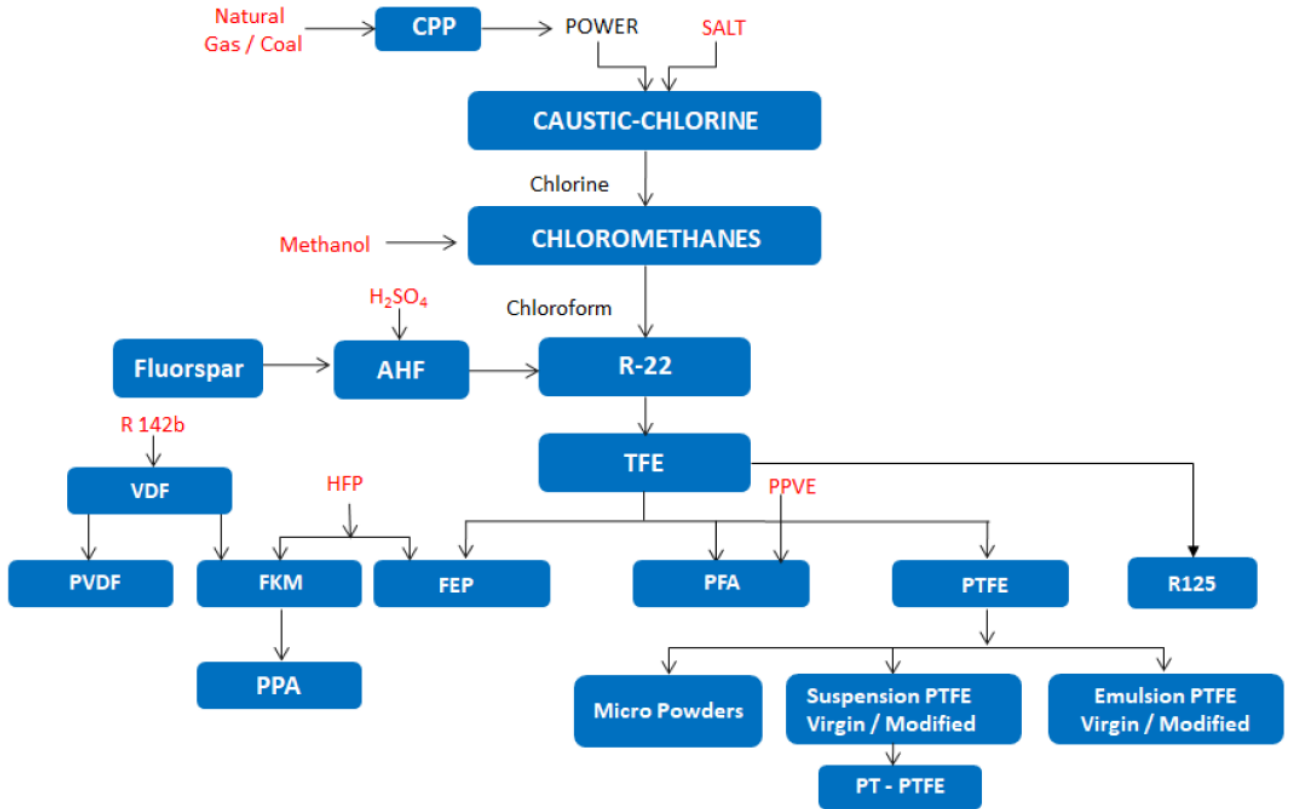 Natural
Gas / Coal
CPP
POWER
SALT
CAUSTIC-CHLORINE
Chlorine
Methanol
CHLOROMETHANES
H₂SO₄
Chloroform
Fluorspar
AHF
R-22
R 142b
VDF
HFP
TFE
PPVE
PVDF
FKM
FEP
PFA
PTFE
R125
PPA
Micro Powders
Suspension PTFE
Virgin / Modified
Emulsion PTFE
Virgin / Modified
PT - PTFE